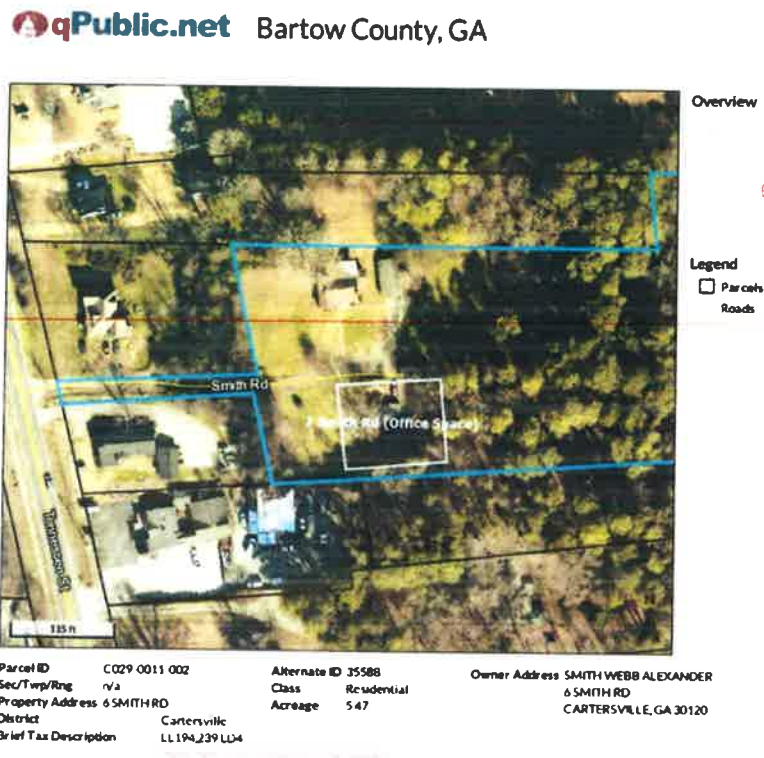 qPublic.net Bartow County, GA
Overview
Legend
Parcels
Roads
Smith Rd
Rd (Office Space)
135 ft
Parcel ID C029-0011-002
Sec/Twp/Rng n/a
Property Address 6 SMITH RD
District Cartersville
Brief Tax Description LL194,239 LD4
Alternate ID 35588
Class Residential
Acreage 5.47
Owner Address SMITH WEBB ALEXANDER
6 SMITH RD
CARTERSVILLE, GA 30120